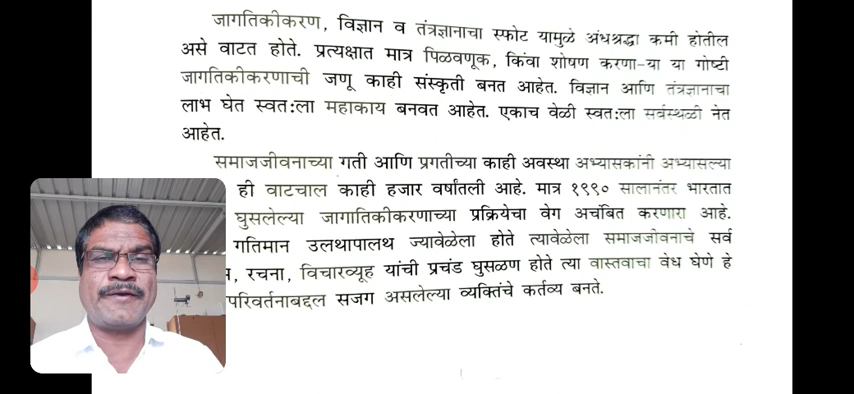 जागतिकीकरण, विज्ञान व तंत्रज्ञानाचा स्फोट यामुळे अंधश्रद्धा कमी होतील
असे वाटत होते. प्रत्यक्षात मात्र पिळवणूक, किंवा शोषण करणा-या या गोष्टी
जागतिकीकरणाची जणू काही संस्कृती बनत आहेत. विज्ञान आणि तंत्रज्ञानाचा
लाभ घेत स्वत:ला महाकाय बनवत आहेत. एकाच वेळी स्वत:ला सर्वस्थळी नेत
आहेत.
समाजजीवनाच्या गती आणि प्रगतीच्या काही अवस्था अभ्यासकांनी अभ्यासल्या
ही वाटचाल काही हजार वर्षांतली आहे. मात्र १९९० सालानंतर भारतात
घुसलेल्या जागातिकीकरणाच्या प्रक्रियेचा वेग अचंबित करणारा आहे.
गतिमान उलथापालथ ज्यावेळेला होते त्यावेळेला समाजजीवनाचे सर्व
रचना, विचारव्यूह यांची प्रचंड घुसळण होते त्या वास्तवाचा वेध घेणे हे
परिवर्तनाबद्दल सजग असलेल्या व्यक्तिंचे कर्तव्य बनते.